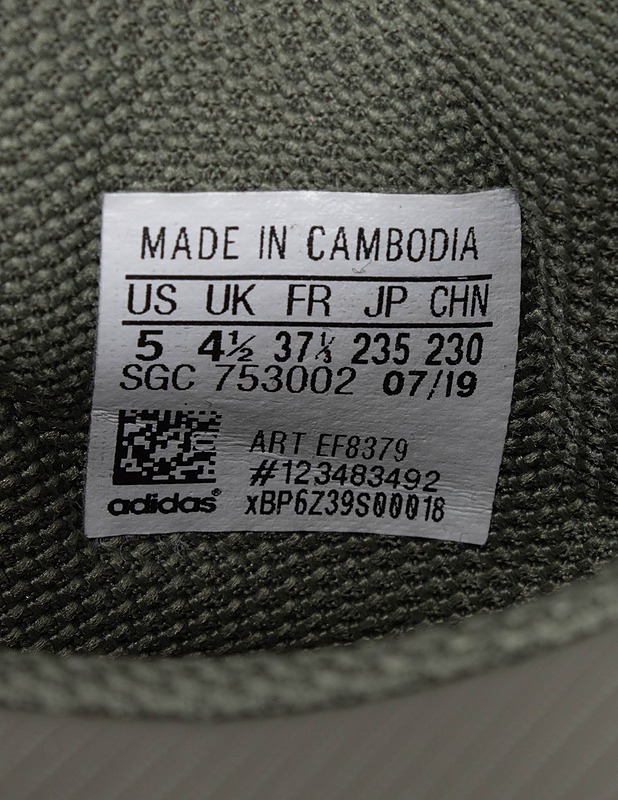 MADE IN CAMBODIA
US UK FR JP CHN
5 4½ 37⅓ 235 230
SGC 753002 07/19
ART EF8379
#123483492
adidas® xBP6Z39S00018